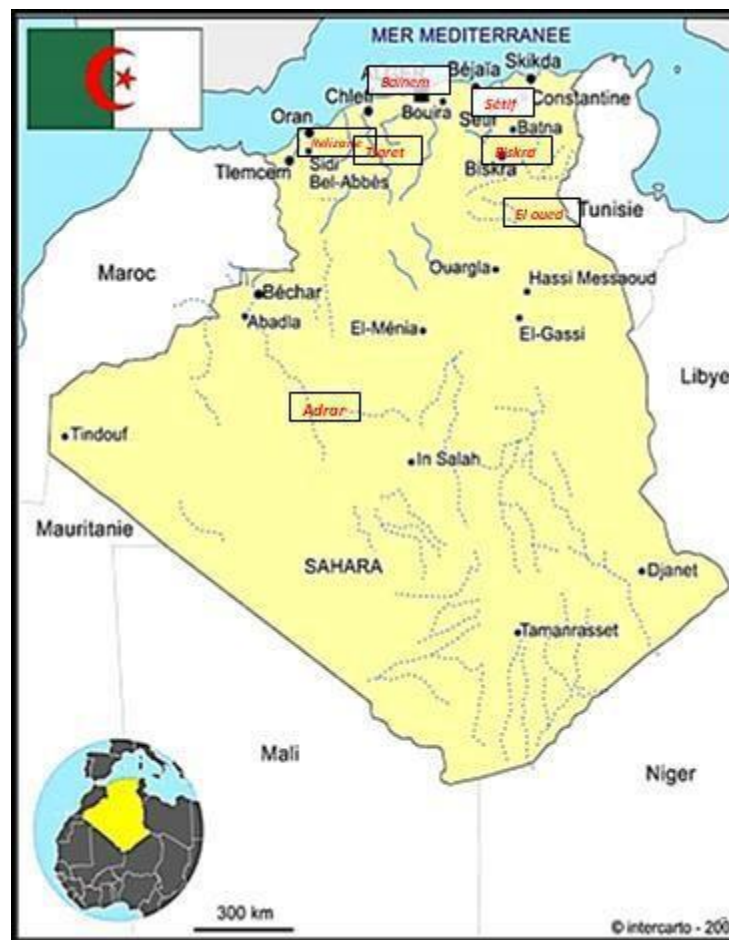 MER MEDITERRANEE
Bainem
Béjaïa
Skikda
Chlef
Bouira
Sétif
Constantine
Oran
Batna
Tiaret
Biskra
Biskra
Tlemcem
Sidi
Bel-Abbès
El oued
Tunisie
Maroc
Ouargla
Hassi Messaoud
Béchar
Abadla
El-Ménia
El-Gassi
Libye
Adrar
Tindouf
In Salah
Mauritanie
SAHARA
Djanet
Tamanrasset
Mali
Niger
300 km
© intercarto - 200